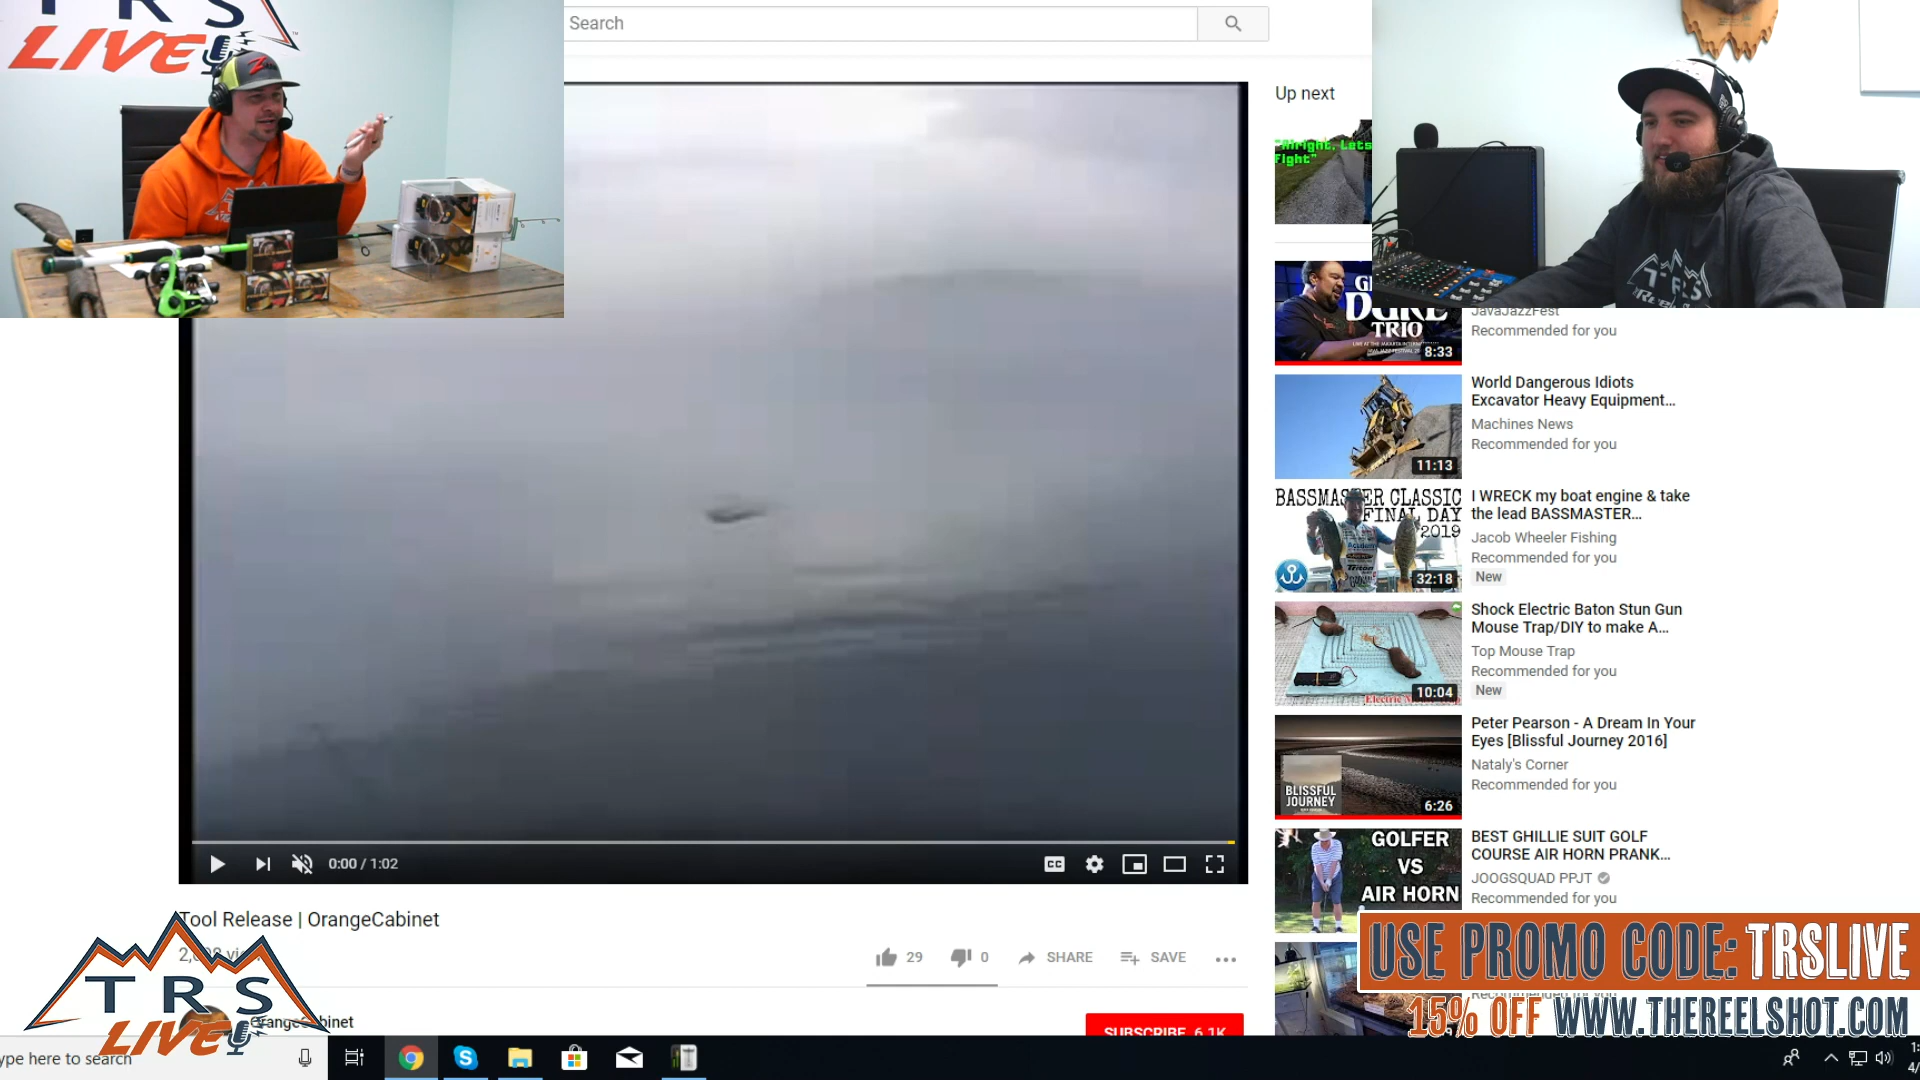 TRS
LIVE
Search
Up next
"Alright, Lets
Fight"
TRS
TRIO
8:33
JavaJazzFest
Recommended for you
World Dangerous Idiots
Excavator Heavy Equipment...
Machines News
Recommended for you
11:13
BASSMASTER CLASSIC
FINAL DAY
2019
32:18
I WRECK my boat engine & take
the lead BASSMASTER...
Jacob Wheeler Fishing
Recommended for you
New
Shock Electric Baton Stun Gun
Mouse Trap/DIY to make A...
Top Mouse Trap
Recommended for you
New
10:04
Peter Pearson - A Dream In Your
Eyes [Blissful Journey 2016]
Nataly's Corner
Recommended for you
BLISSFUL
JOURNEY
6:26
GOLFER
VS
AIR HORN
BEST GHILLIE SUIT GOLF
COURSE AIR HORN PRANK...
JOOGSQUAD PPJT
Recommended for you
0:00 / 1:02
CC
Tool Release | OrangeCabinet
29
0
SHARE
SAVE
TRS
LIVE
SUBSCRIBE 6.1K
USE PROMO CODE: TRSLIVE
15% OFF WWW.THEREELSHOT.COM
ype here to search